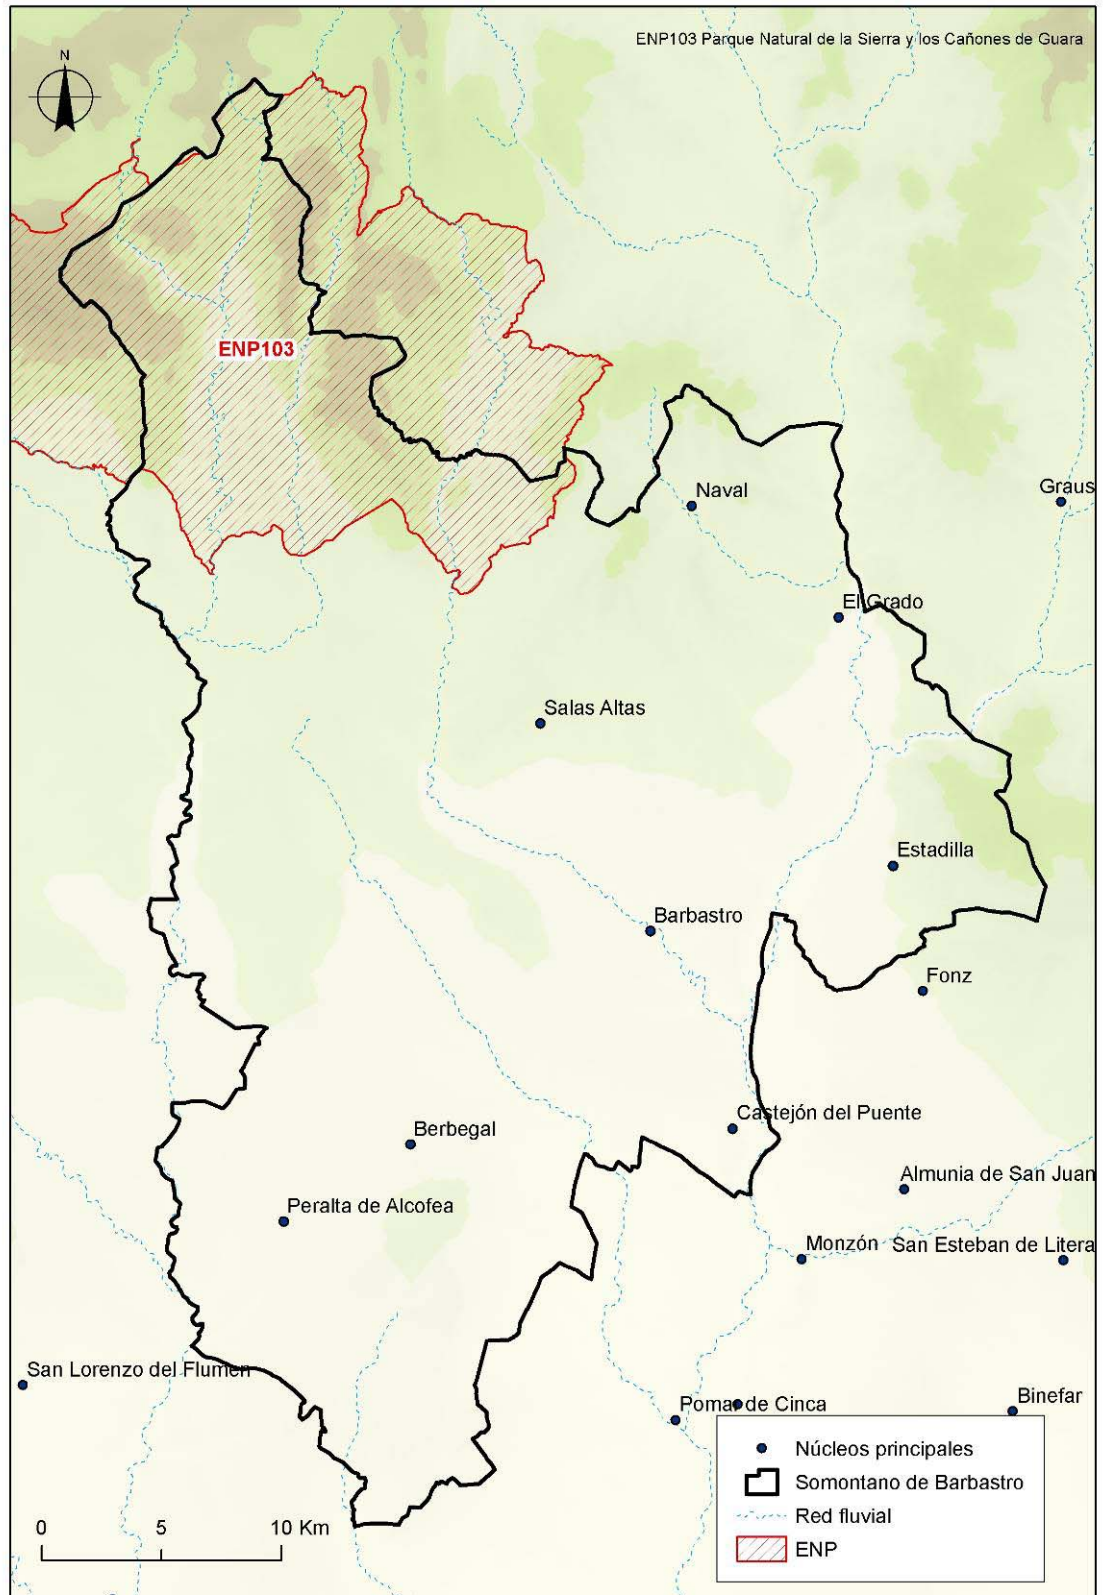 ENP103 Parque Natural de la Sierra y los Cañones de Guara
N
ENP103
Naval
Graus
El Grado
Salas Altas
Estadilla
Barbastro
Fonz
Castejón del Puente
Berbegal
Almunia de San Juan
Peralta de Alcofea
Monzón
San Esteban de Litera
San Lorenzo del Flumen
Pomar de Cinca
Binefar
Núcleos principales
Somontano de Barbastro
Red fluvial
ENP
0 5 10 Km